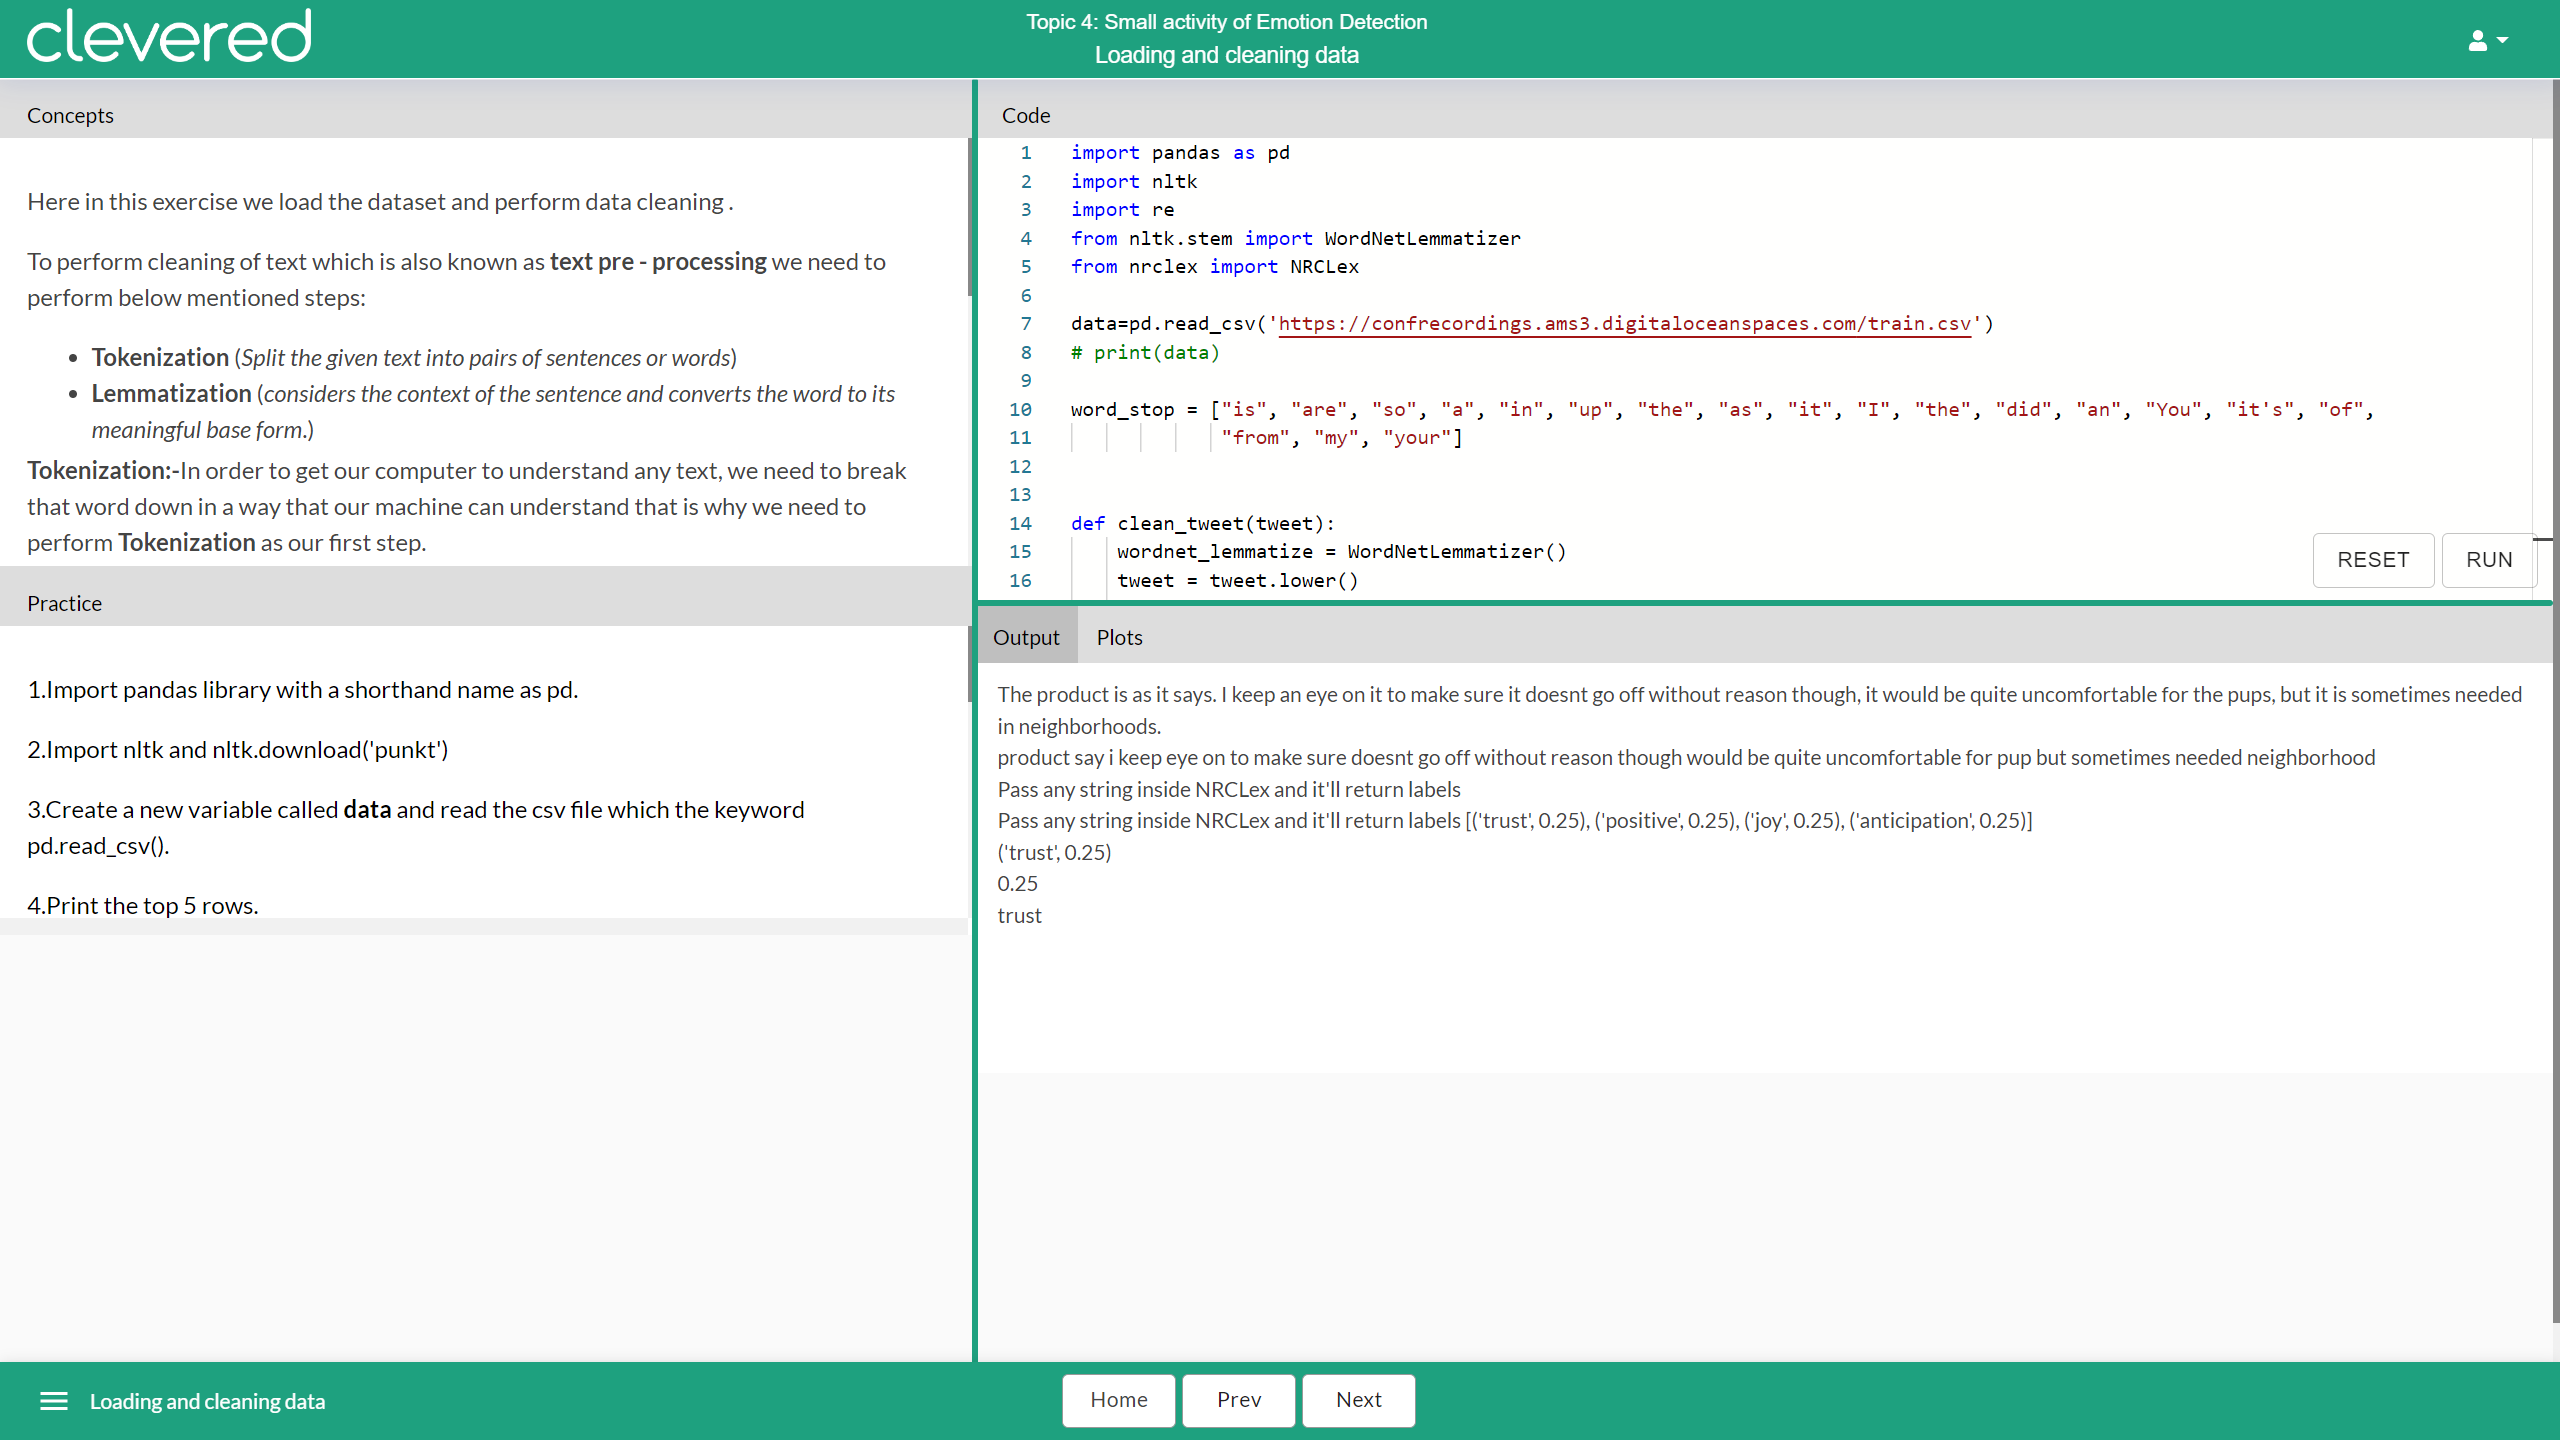 clevered
Topic 4: Small activity of Emotion Detection
Loading and cleaning data
Concepts
Here in this exercise we load the dataset and perform data cleaning .
To perform cleaning of text which is also known as text pre - processing we need to
perform below mentioned steps:
• Tokenization (Split the given text into pairs of sentences or words)
• Lemmatization (considers the context of the sentence and converts the word to its
meaningful base form.)
Tokenization:-In order to get our computer to understand any text, we need to break
that word down in a way that our machine can understand that is why we need to
perform Tokenization as our first step.
Practice
1.Import pandas library with a shorthand name as pd.
2.Import nltk and nltk.download('punkt')
3.Create a new variable called data and read the csv file which the keyword
pd.read_csv().
4.Print the top 5 rows.
Code
1 import pandas as pd
2 import nltk
3 import re
4 from nltk.stem import WordNetLemmatizer
5 from nrclex import NRCLex
6
7 data=pd.read_csv('https://confrecordings.ams3.digitaloceanspaces.com/train.csv')
8 # print(data)
9
10 word_stop = ["is", "are", "so", "a", "in", "up", "the", "as", "it", "I", "the", "did", "an", "You", "it's", "of",
11 "from", "my", "your"]
12
13
14 def clean_tweet(tweet):
15 wordnet_lemmatize = WordNetLemmatizer()
16 tweet = tweet.lower()
RESET RUN
Output Plots
The product is as it says. I keep an eye on it to make sure it doesnt go off without reason though, it would be quite uncomfortable for the pups, but it is sometimes needed
in neighborhoods.
product say i keep eye on to make sure doesnt go off without reason though would be quite uncomfortable for pup but sometimes needed neighborhood
Pass any string inside NRCLex and it'll return labels
Pass any string inside NRCLex and it'll return labels [('trust', 0.25), ('positive', 0.25), ('joy', 0.25), ('anticipation', 0.25)]
('trust', 0.25)
0.25
trust
Loading and cleaning data
Home Prev Next